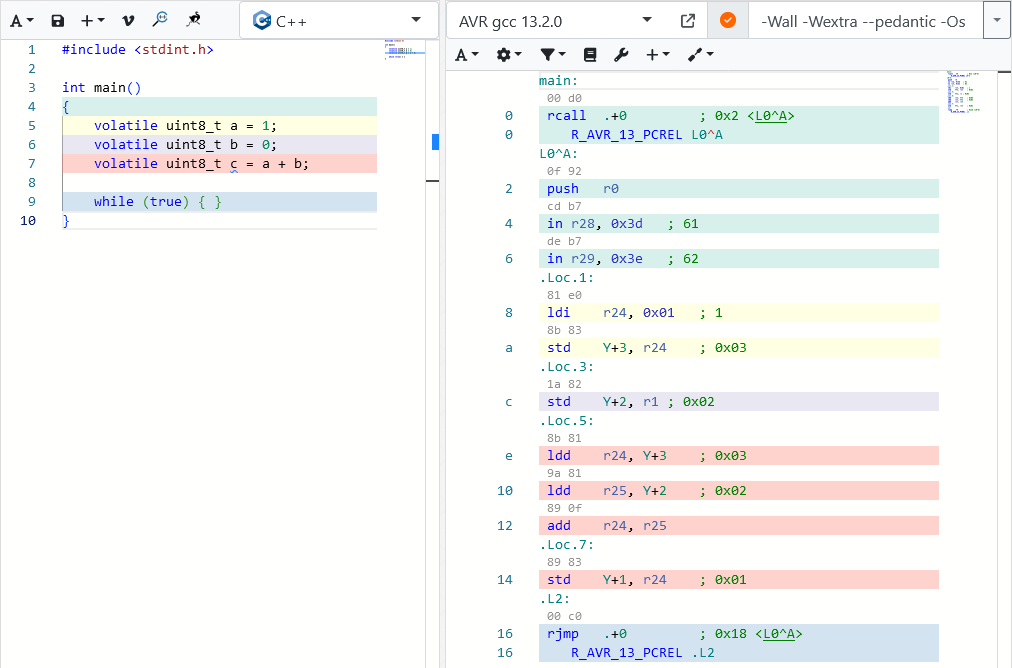 A
C++
AVR gcc 13.2.0
-Wall -Wextra --pedantic -Os
A
1 #include <stdint.h>
2
3 int main()
4 {
5 volatile uint8_t a = 1;
6 volatile uint8_t b = 0;
7 volatile uint8_t c = a + b;
8
9 while (true) { }
10 }
main:
00 d0
0 rcall .+0 ; 0x2 <L0^A>
0 R_AVR_13_PCREL L0^A
L0^A:
0f 92
2 push r0
cd b7
4 in r28, 0x3d ; 61
de b7
6 in r29, 0x3e ; 62
.Loc.1:
81 e0
8 ldi r24, 0x01 ; 1
8b 83
a std Y+3, r24 ; 0x03
.Loc.3:
1a 82
c std Y+2, r1 ; 0x02
.Loc.5:
8b 81
e ldd r24, Y+3 ; 0x03
9a 81
10 ldd r25, Y+2 ; 0x02
89 0f
12 add r24, r25
.Loc.7:
89 83
14 std Y+1, r24 ; 0x01
.L2:
00 c0
16 rjmp .+0 ; 0x18 <L0^A>
16 R_AVR_13_PCREL .L2